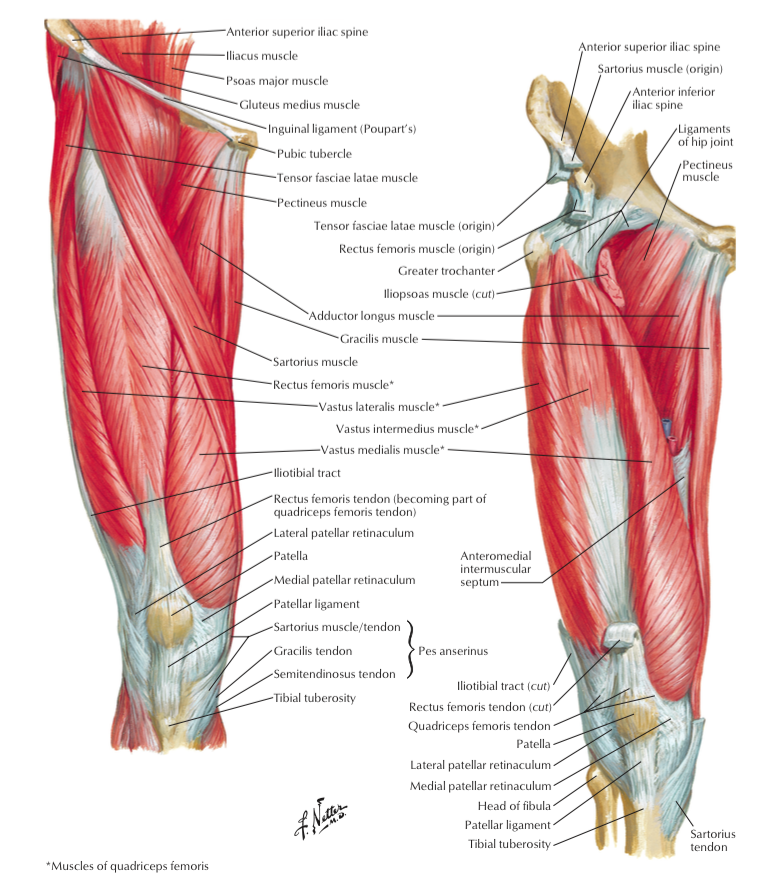 Anterior superior iliac spine
Iliacus muscle
Psoas major muscle
Gluteus medius muscle
Inguinal ligament (Poupart's)
Pubic tubercle
Tensor fasciae latae muscle
Pectineus muscle
Anterior superior iliac spine
Sartorius muscle (origin)
Anterior inferior
iliac spine
Ligaments
of hip joint
Pectineus
muscle
Tensor fasciae latae muscle (origin)
Rectus femoris muscle (origin)
Greater trochanter
Iliopsoas muscle (cut)
Adductor longus muscle
Gracilis muscle
Sartorius muscle
Rectus femoris muscle*
Vastus lateralis muscle*
Vastus intermedius muscle*
Vastus medialis muscle*
Iliotibial tract
Rectus femoris tendon (becoming part of
quadriceps femoris tendon)
Lateral patellar retinaculum
Patella
Medial patellar retinaculum
Patellar ligament
Sartorius muscle/tendon
Gracilis tendon
Semitendinosus tendon
Pes anserinus
Tibial tuberosity
Anteromedial
intermuscular
septum
Iliotibial tract (cut)
Rectus femoris tendon (cut)
Quadriceps femoris tendon
Patella
Lateral patellar retinaculum
Medial patellar retinaculum
Head of fibula
Patellar ligament
Tibial tuberosity
Sartorius
tendon
F. Netter
M.D.
*Muscles of quadriceps femoris